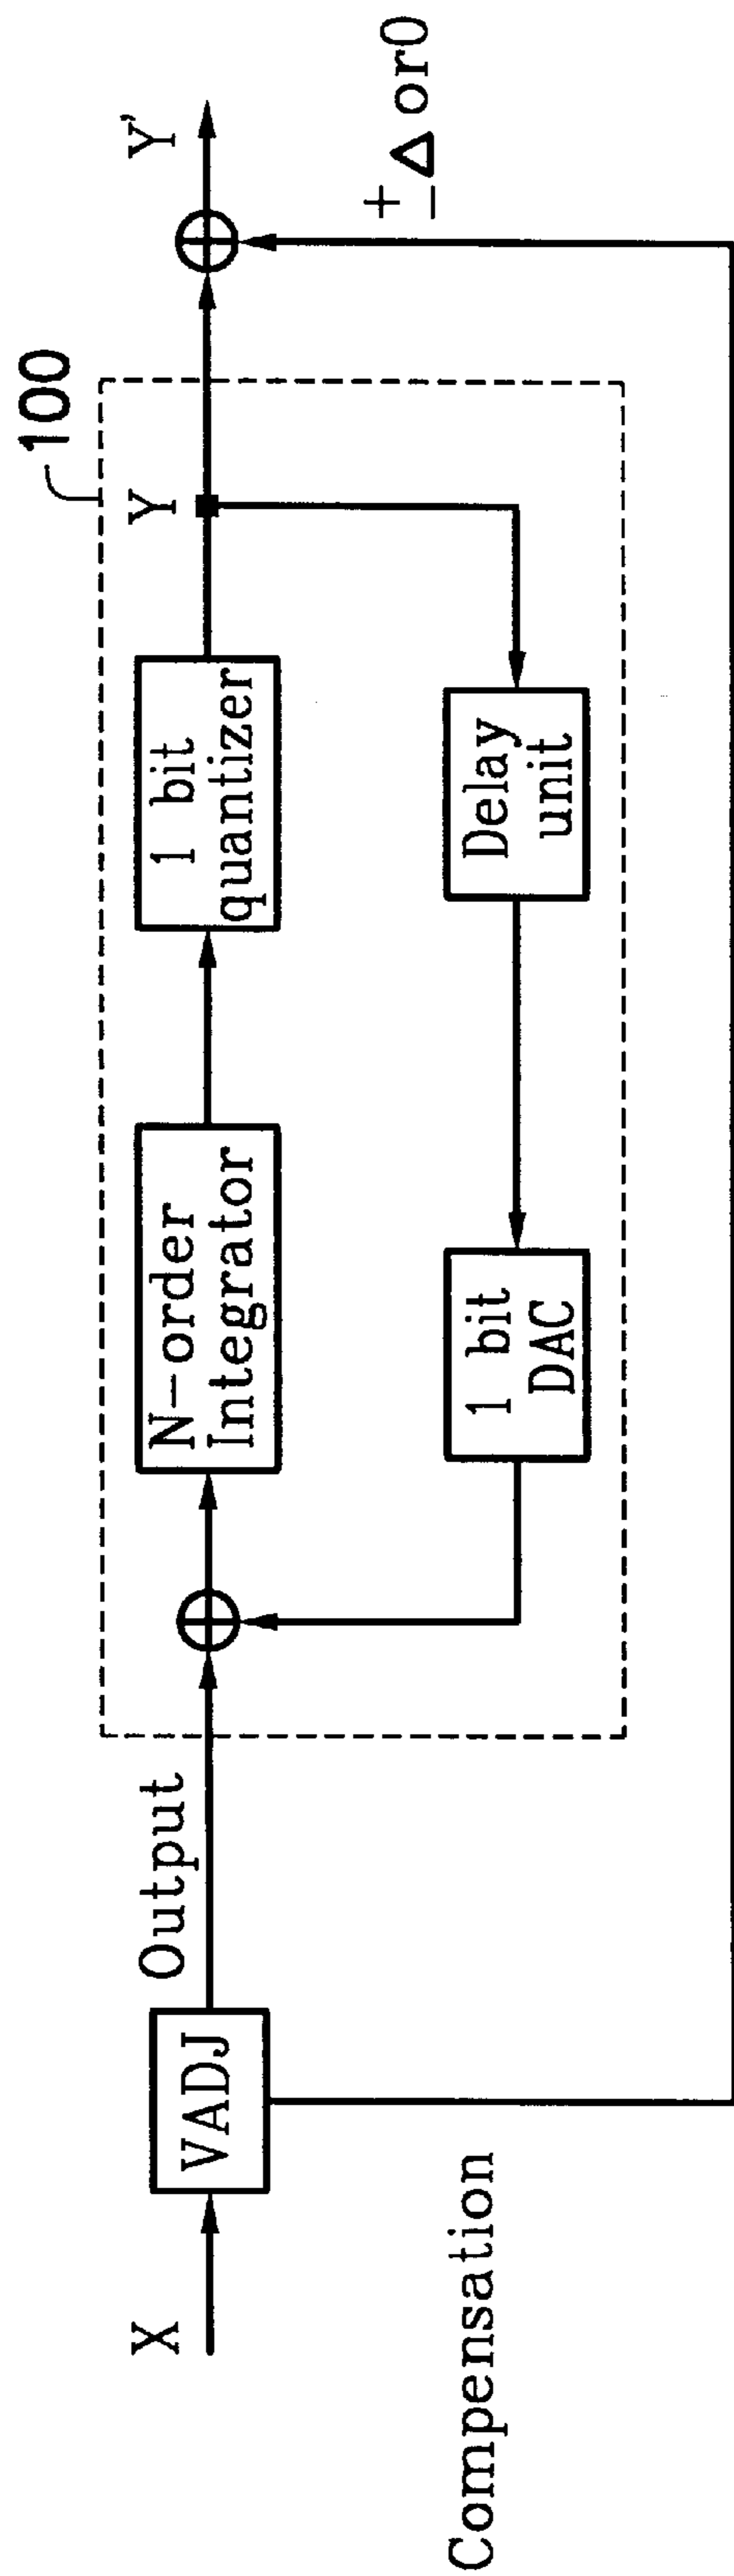 100
X
VADJ
Output
N-order
Integrator
1 bit
quantizer
Y
Y'
1 bit
DAC
Delay
unit
±Δ or0
Compensation